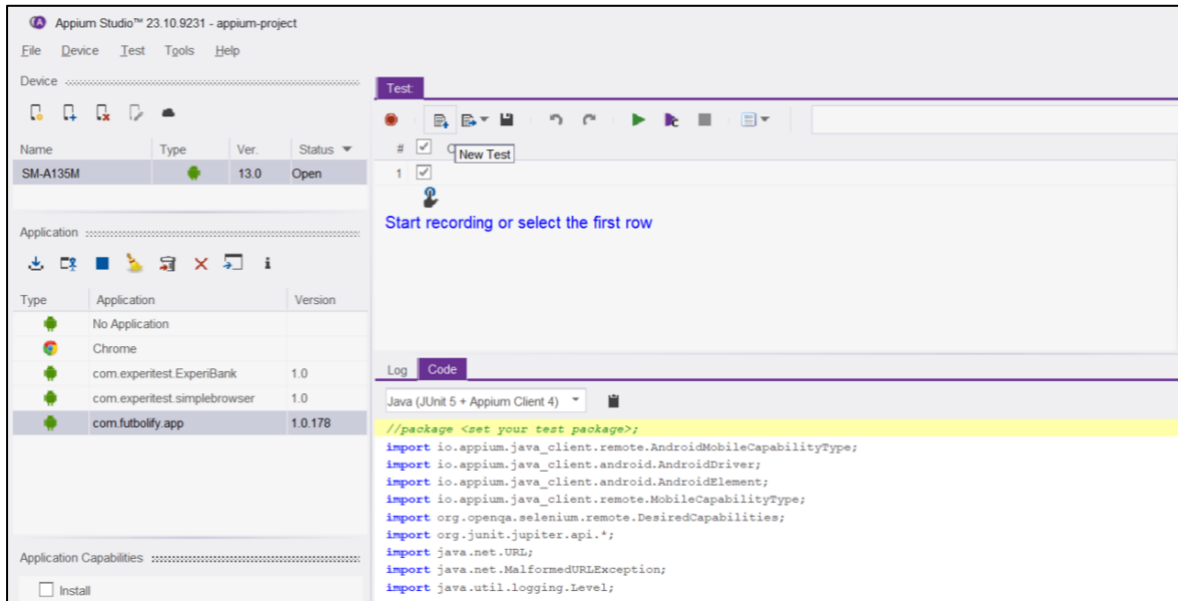 Appium Studio™ 23.10.9231 - appium-project
File Device Test Tools Help
Device
Name Type Ver. Status
SM-A135M 13.0 Open
Application
Type Application Version
No Application
Chrome
com.experitest.ExperiBank 1.0
com.experitest.simplebrowser 1.0
com.futbolify.app 1.0.178
Application Capabilities
Install
Test:
#
New Test
1
Start recording or select the first row
Log Code
Java (JUnit 5 + Appium Client 4)
//package <set your test package>;
import io.appium.java_client.remote.AndroidMobileCapabilityType;
import io.appium.java_client.android.AndroidDriver;
import io.appium.java_client.android.AndroidElement;
import io.appium.java_client.remote.MobileCapabilityType;
import org.openqa.selenium.remote.DesiredCapabilities;
import org.junit.jupiter.api.*;
import java.net.URL;
import java.net.MalformedURLException;
import java.util.logging.Level;